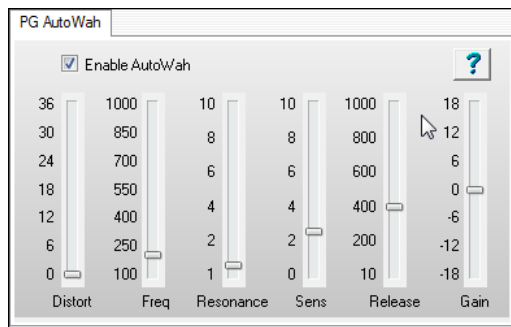 PG AutoWah
Enable AutoWah
?
36 1000 10 10 1000 18
30 850 8 8 800 12
24 700 6 6 600 6
18 550 4 4 400 0
12 400 2 2 200 -6
6 250 1 0 10 -12
0 100 -18
Distort Freq Resonance Sens Release Gain